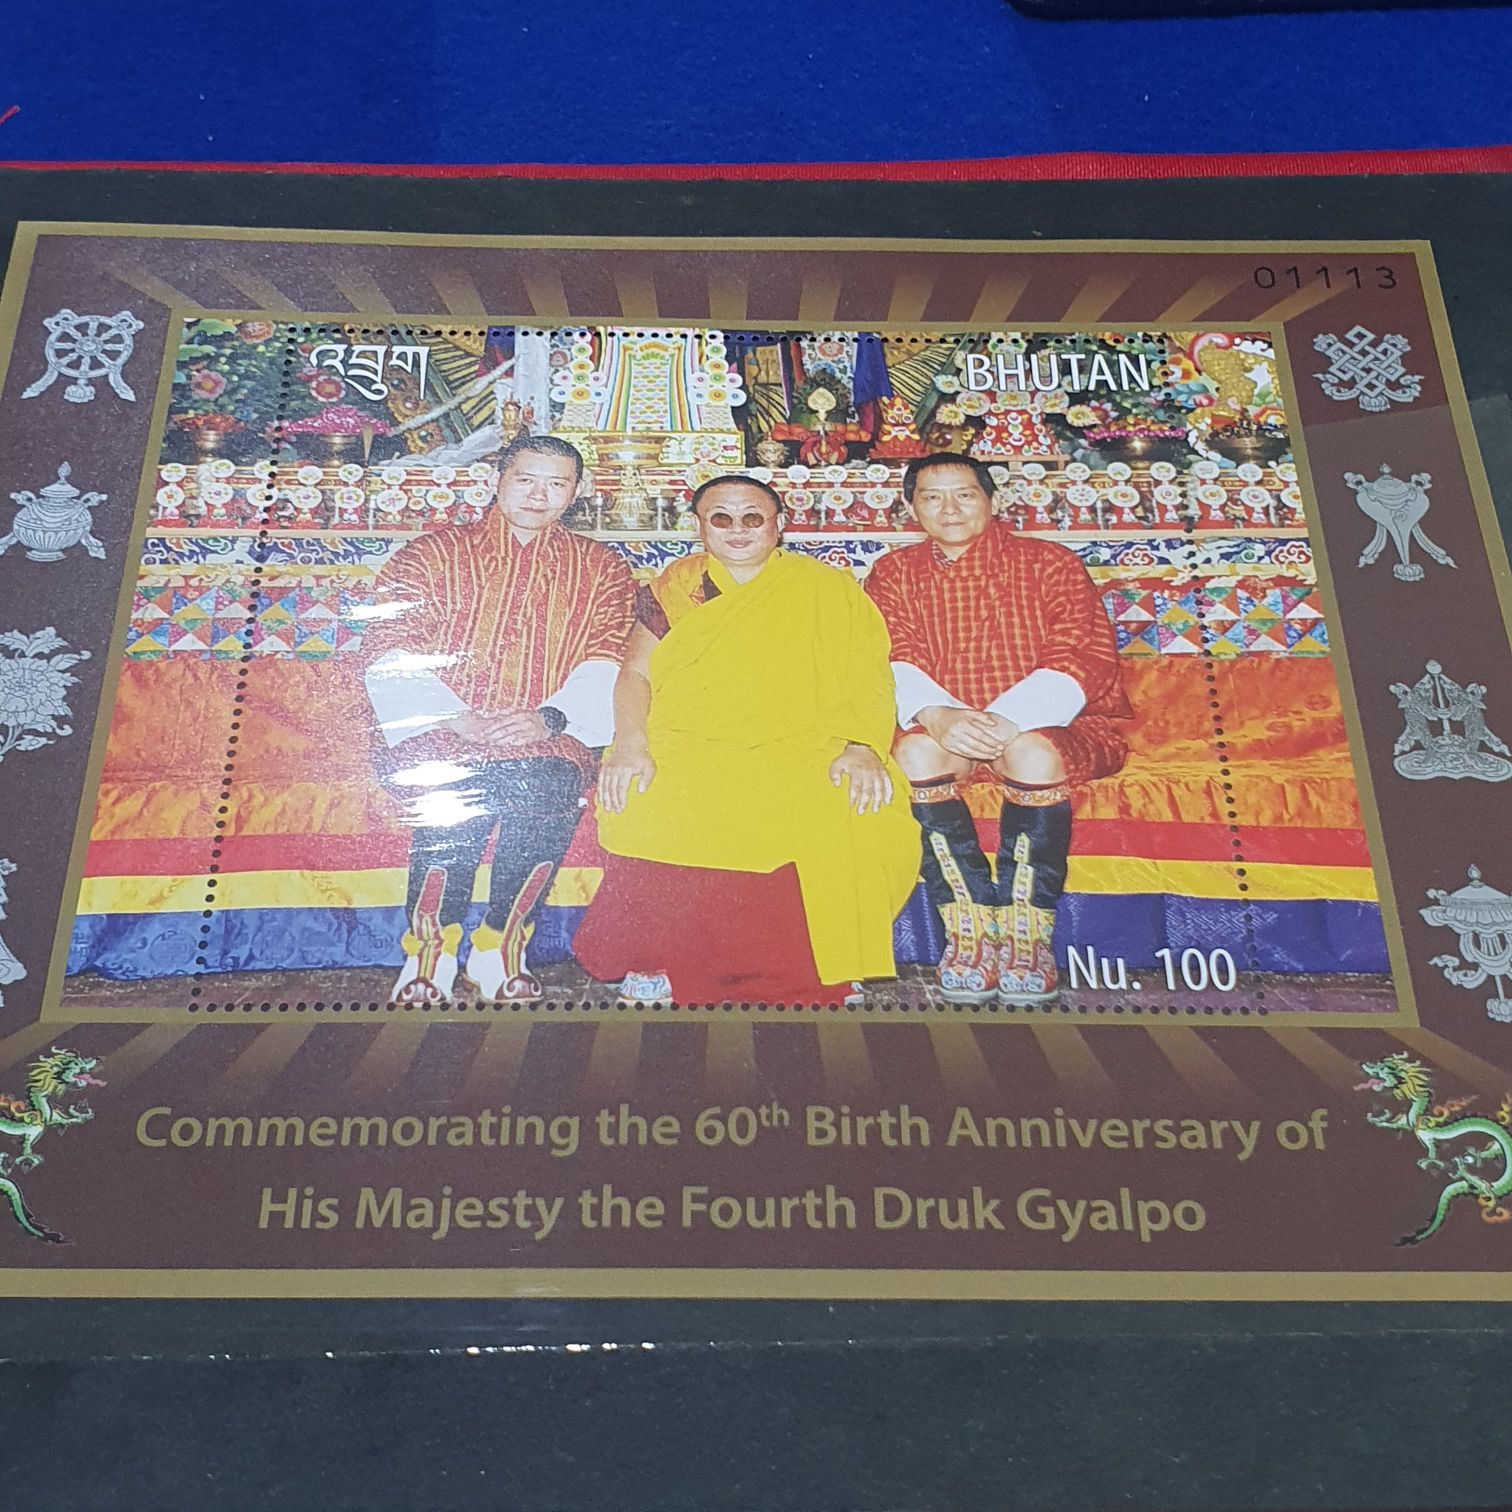 01113
འབྲུག
BHUTAN
Nu. 100
Commemorating the 60th Birth Anniversary of
His Majesty the Fourth Druk Gyalpo